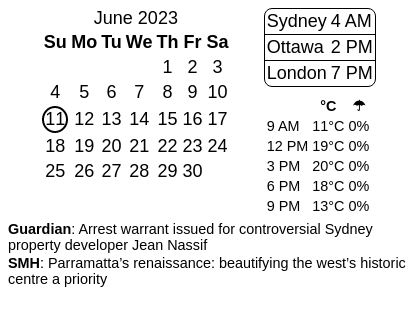 June 2023
Su Mo Tu We Th Fr Sa
1 2 3
4 5 6 7 8 9 10
11 12 13 14 15 16 17
18 19 20 21 22 23 24
25 26 27 28 29 30
Sydney 4 AM
Ottawa 2 PM
London 7 PM
°C ☂
9 AM 11°C 0%
12 PM 19°C 0%
3 PM 20°C 0%
6 PM 18°C 0%
9 PM 13°C 0%
Guardian: Arrest warrant issued for controversial Sydney
property developer Jean Nassif
SMH: Parramatta’s renaissance: beautifying the west’s historic
centre a priority